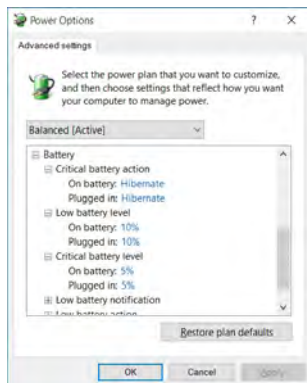 Power Options
? X
Advanced settings
Select the power plan that you want to customize,
and then choose settings that reflect how you want
your computer to manage power.
Balanced [Active]
Battery
Critical battery action
On battery: Hibernate
Plugged in: Hibernate
Low battery level
On battery: 10%
Plugged in: 10%
Critical battery level
On battery: 5%
Plugged in: 5%
Low battery notification
Low battery action
Restore plan defaults
OK Cancel Apply